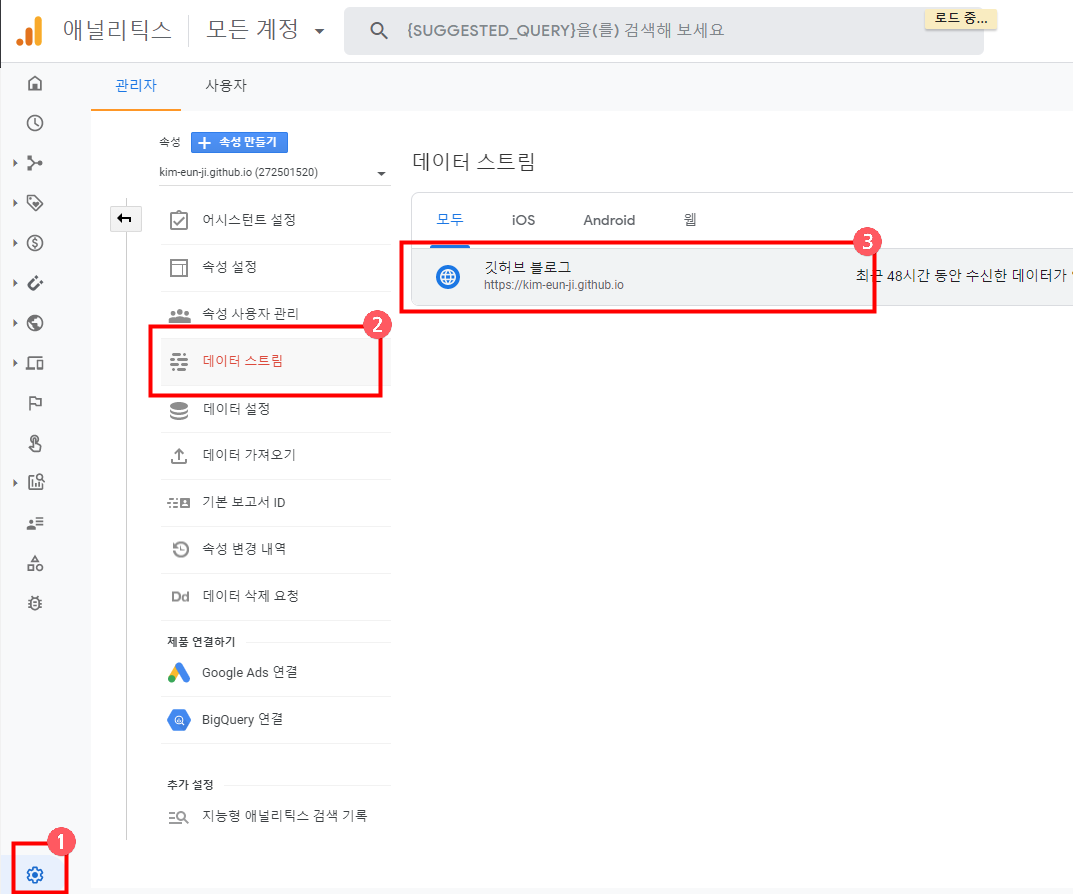 애널리틱스
모든 계정
{SUGGESTED_QUERY}을(를) 검색해 보세요
로드 중...
관리자
사용자
속성
속성 만들기
kim-eun-ji.github.io (272501520)
어시스턴트 설정
속성 설정
속성 사용자 관리
2
데이터 스트림
데이터 설정
데이터 가져오기
기본 보고서 ID
속성 변경 내역
Dd 데이터 삭제 요청
제품 연결하기
Google Ads 연결
BigQuery 연결
추가 설정
지능형 애널리틱스 검색 기록
1
데이터 스트림
모두
iOS
Android
웹
3
깃허브 블로그
https://kim-eun-ji.github.io
최근 48시간 동안 수신한 데이터가